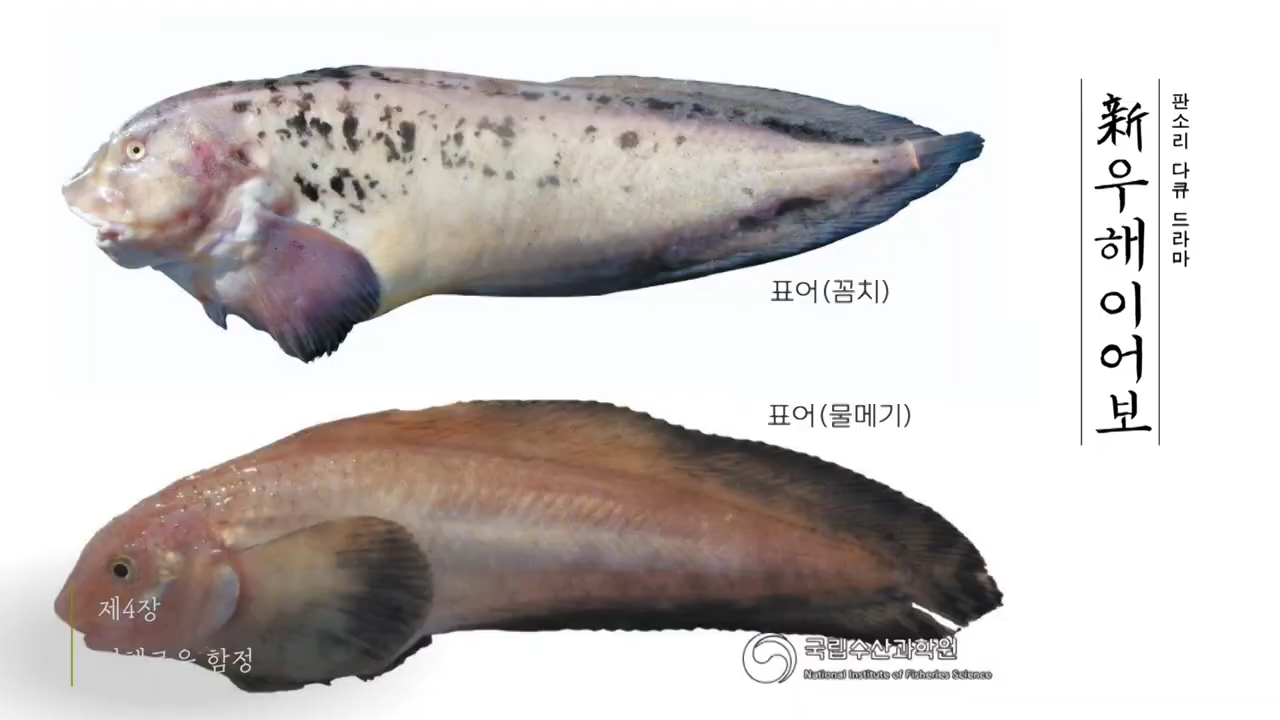 판소리 다큐 드라마
新우해이어보
표어(꼼치)
표어(물메기)
제4장
함정
국립수산과학원
National Institute of Fisheries Science